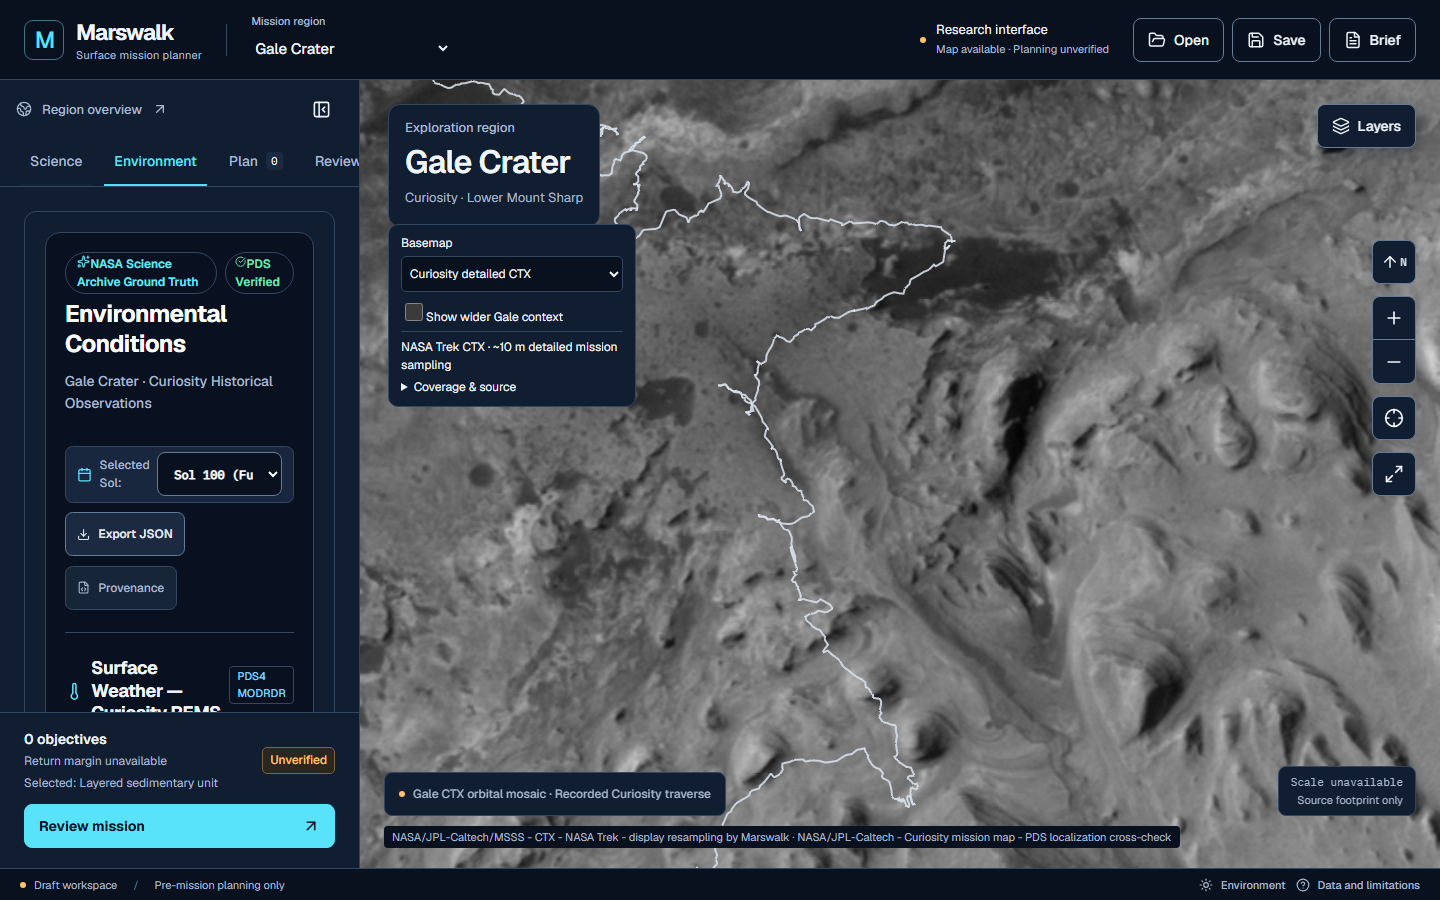 M
Marswalk
Surface mission planner
Mission region
Gale Crater
Research interface
Map available · Planning unverified
Open
Save
Brief
Region overview
Science
Environment
Plan 0
Review
NASA Science
Archive Ground Truth
PDS
Verified
Environmental
Conditions
Gale Crater · Curiosity Historical
Observations
Selected
Sol:
Sol 100 (Fu
Export JSON
Provenance
Surface
Weather —
Curiosity REMS
PDS4
MODRDR
0 objectives
Return margin unavailable
Selected: Layered sedimentary unit
Unverified
Review mission
Exploration region
Gale Crater
Curiosity · Lower Mount Sharp
Basemap
Curiosity detailed CTX
Show wider Gale context
NASA Trek CTX · ~10 m detailed mission
sampling
Coverage & source
Layers
N
Gale CTX orbital mosaic · Recorded Curiosity traverse
Scale unavailable
Source footprint only
NASA/JPL-Caltech/MSSS - CTX - NASA Trek - display resampling by Marswalk · NASA/JPL-Caltech - Curiosity mission map - PDS localization cross-check
Draft workspace / Pre-mission planning only
Environment
Data and limitations